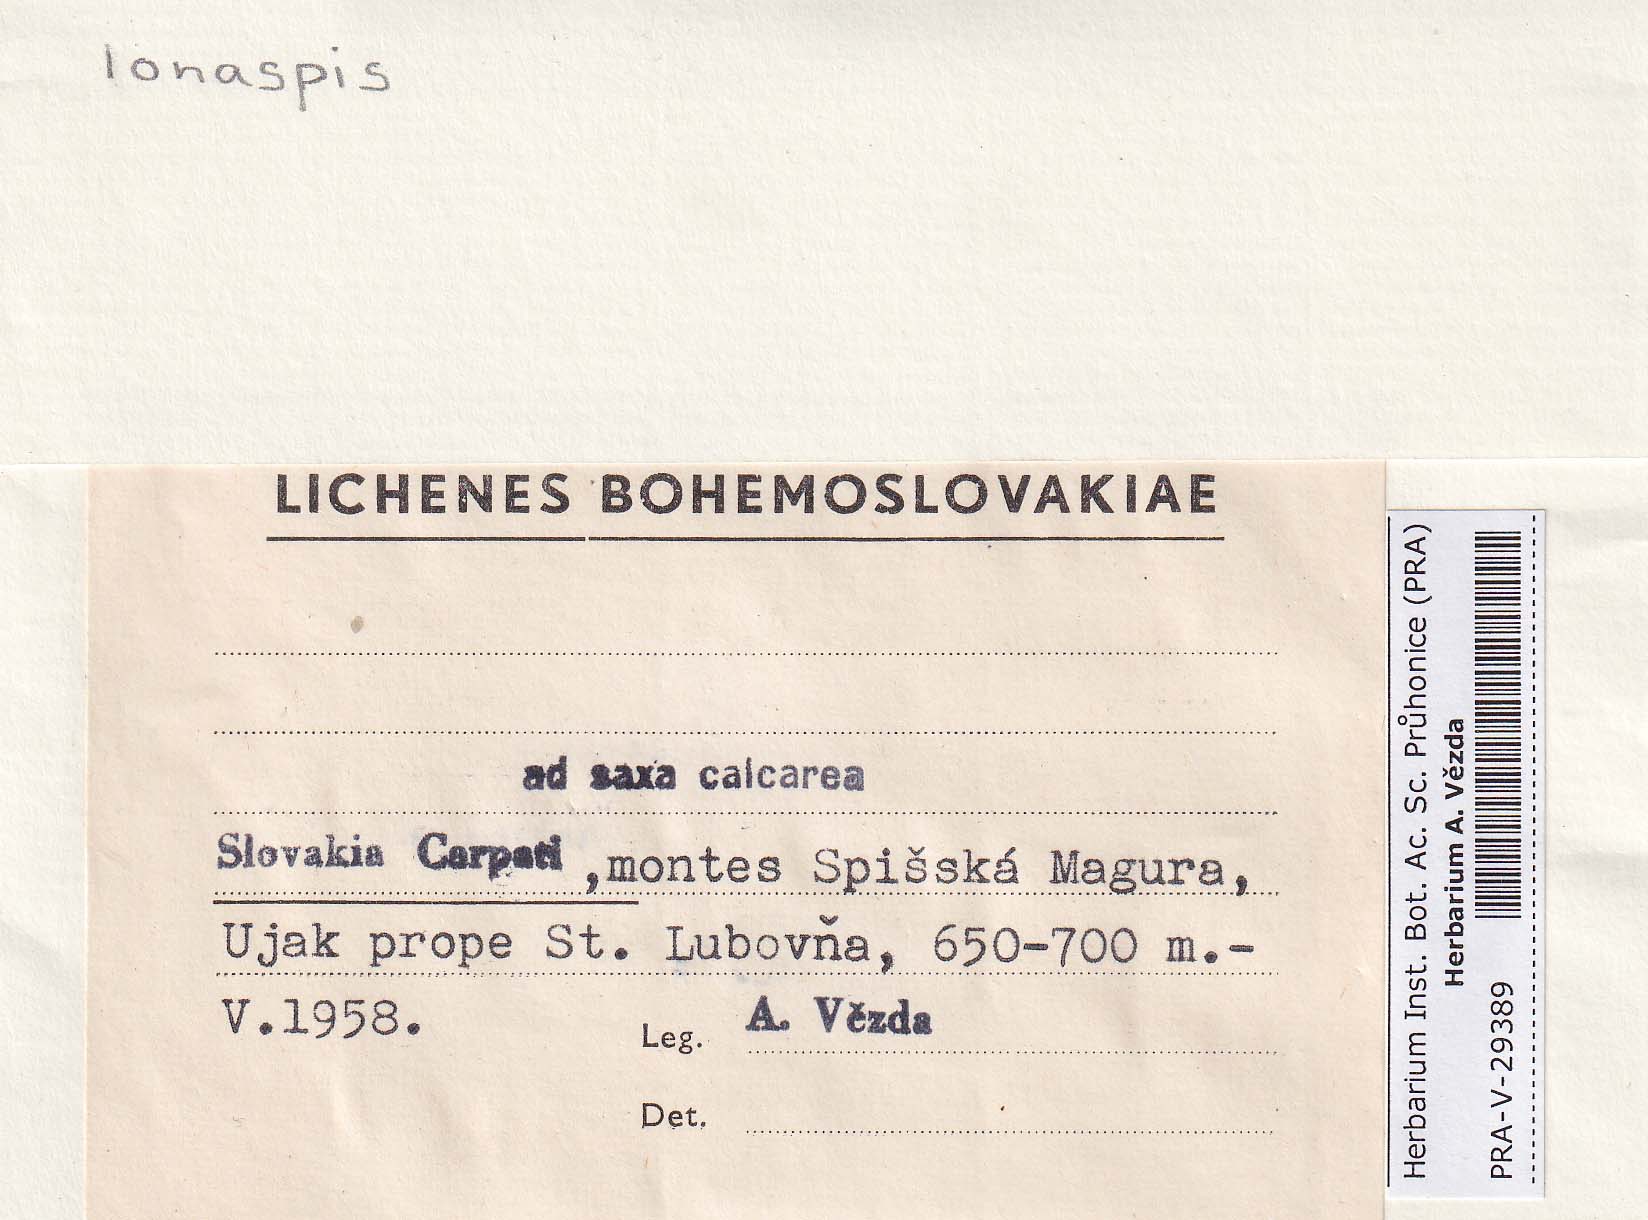 Ionaspis
LICHENES BOHEMOSLOVAKIAE
ad saxa calcarea
Slovakia Carpati ,montes Spišská Magura,
Ujak prope St. Lubovňa, 650-700 m.-
V.1958.
Leg. A. Vězda
Det.
Herbarium Inst. Bot. Ac. Sc. Průhonice (PRA)
Herbarium A. Vězda
PRA-V-29389